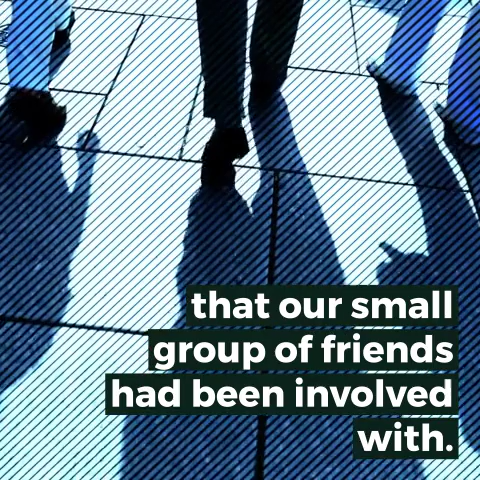 that our small
group of friends
had been involved
with.